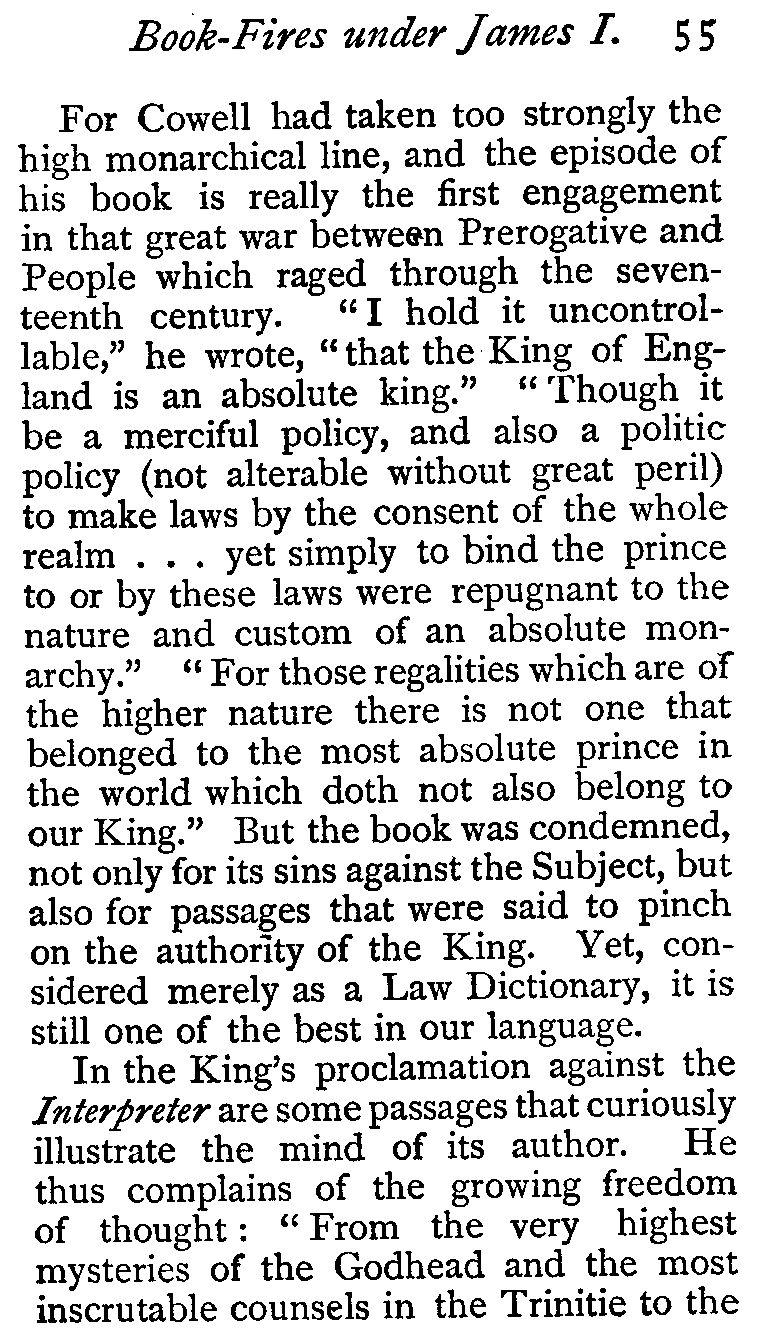 Book-Fires under James I. 55
For Cowell had taken too strongly the
high monarchical line, and the episode of
his book is really the first engagement
in that great war between Prerogative and
People which raged through the seven-
teenth century. "I hold it uncontrol-
lable," he wrote, "that the King of Eng-
land is an absolute king." "Though it
be a merciful policy, and also a politic
policy (not alterable without great peril)
to make laws by the consent of the whole
realm . . . yet simply to bind the prince
to or by these laws were repugnant to the
nature and custom of an absolute mon-
archy." "For those regalities which are of
the higher nature there is not one that
belonged to the most absolute prince in
the world which doth not also belong to
our King." But the book was condemned,
not only for its sins against the Subject, but
also for passages that were said to pinch
on the authority of the King. Yet, con-
sidered merely as a Law Dictionary, it is
still one of the best in our language.
In the King's proclamation against the
Interpreter are some passages that curiously
illustrate the mind of its author. He
thus complains of the growing freedom
of thought : "From the very highest
mysteries of the Godhead and the most
inscrutable counsels in the Trinitie to the